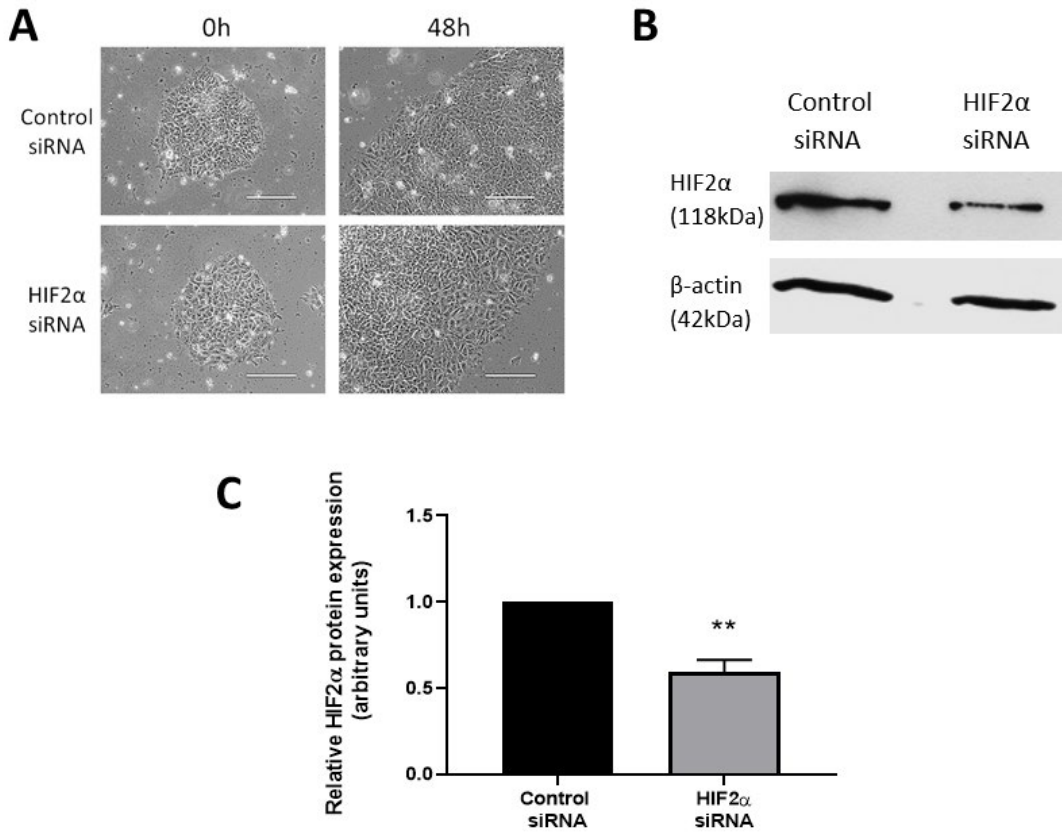 A
0h
48h
Control
siRNA
HIF2α
siRNA
B
Control
siRNA
HIF2α
siRNA
HIF2α
(118kDa)
β-actin
(42kDa)
C
Relative HIF2α protein expression
(arbitrary units)
1.5
1.0
0.5
0.0
**
Control
siRNA
HIF2α
siRNA